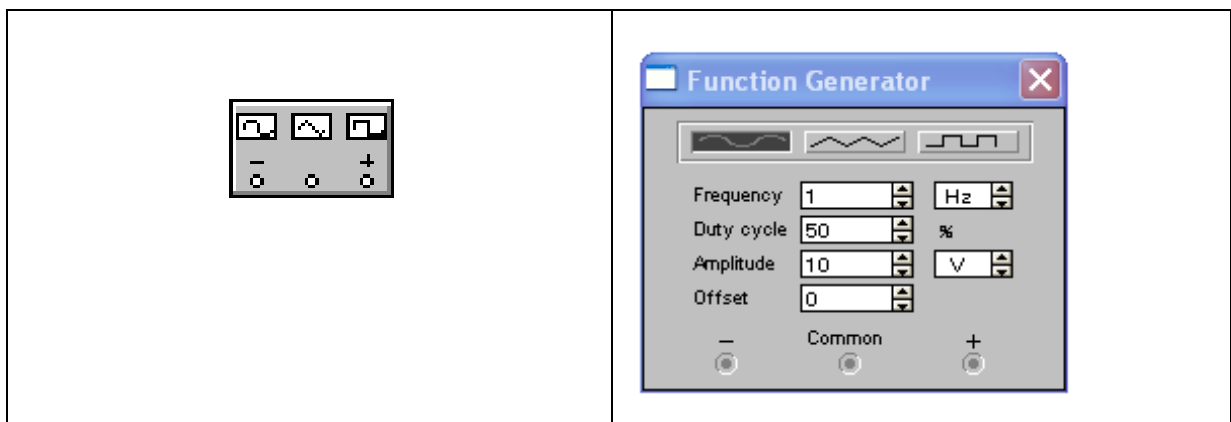 - +
Function Generator
Frequency 1 Hz
Duty cycle 50 %
Amplitude 10 V
Offset 0
- Common +